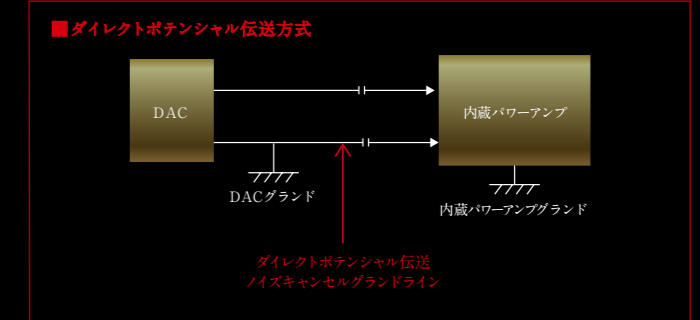 ■ダイレクトポテンシャル伝送方式
DAC
内蔵パワーアンプ
DACグランド
内蔵パワーアンプグランド
ダイレクトポテンシャル伝送
ノイズキャンセルグランドライン